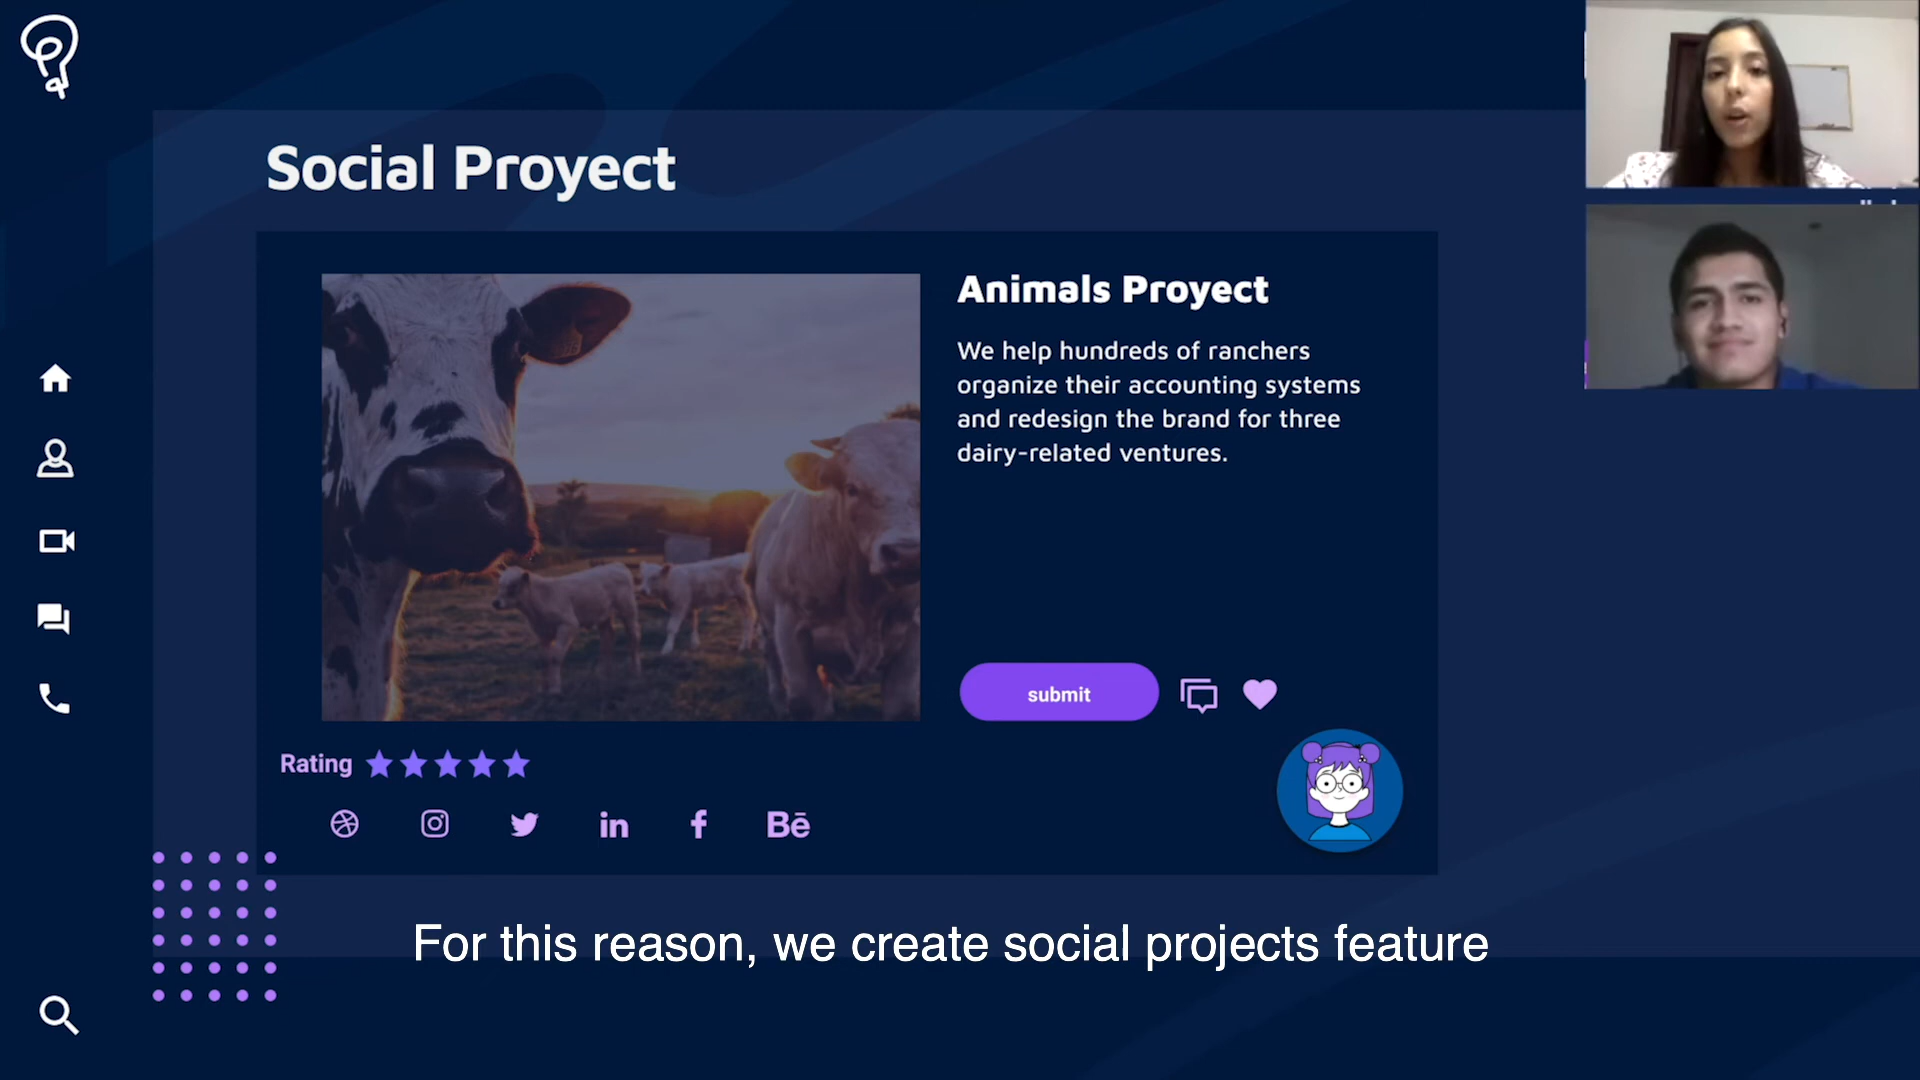 Social Proyect
Animals Proyect
We help hundreds of ranchers
organize their accounting systems
and redesign the brand for three
dairy-related ventures.
submit
Rating
in
f
Bē
For this reason, we create social projects feature